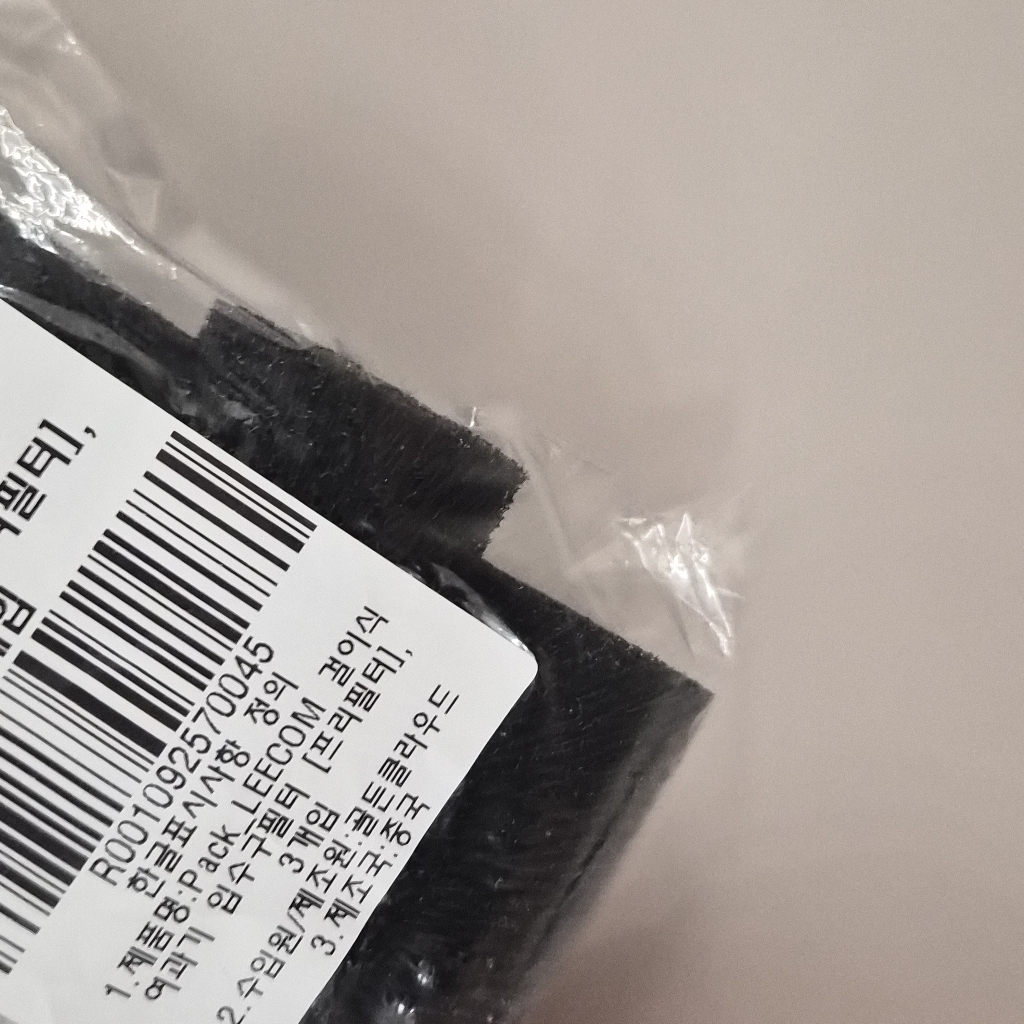 필터],
R001092570045
한글표시사항 정의
1.제품명:Pack_LEECOM 걸이식
여과기 입수구필터 [프리필터],
3개입
2.수입원/제조원:골든클라우드
3.제조국:중국